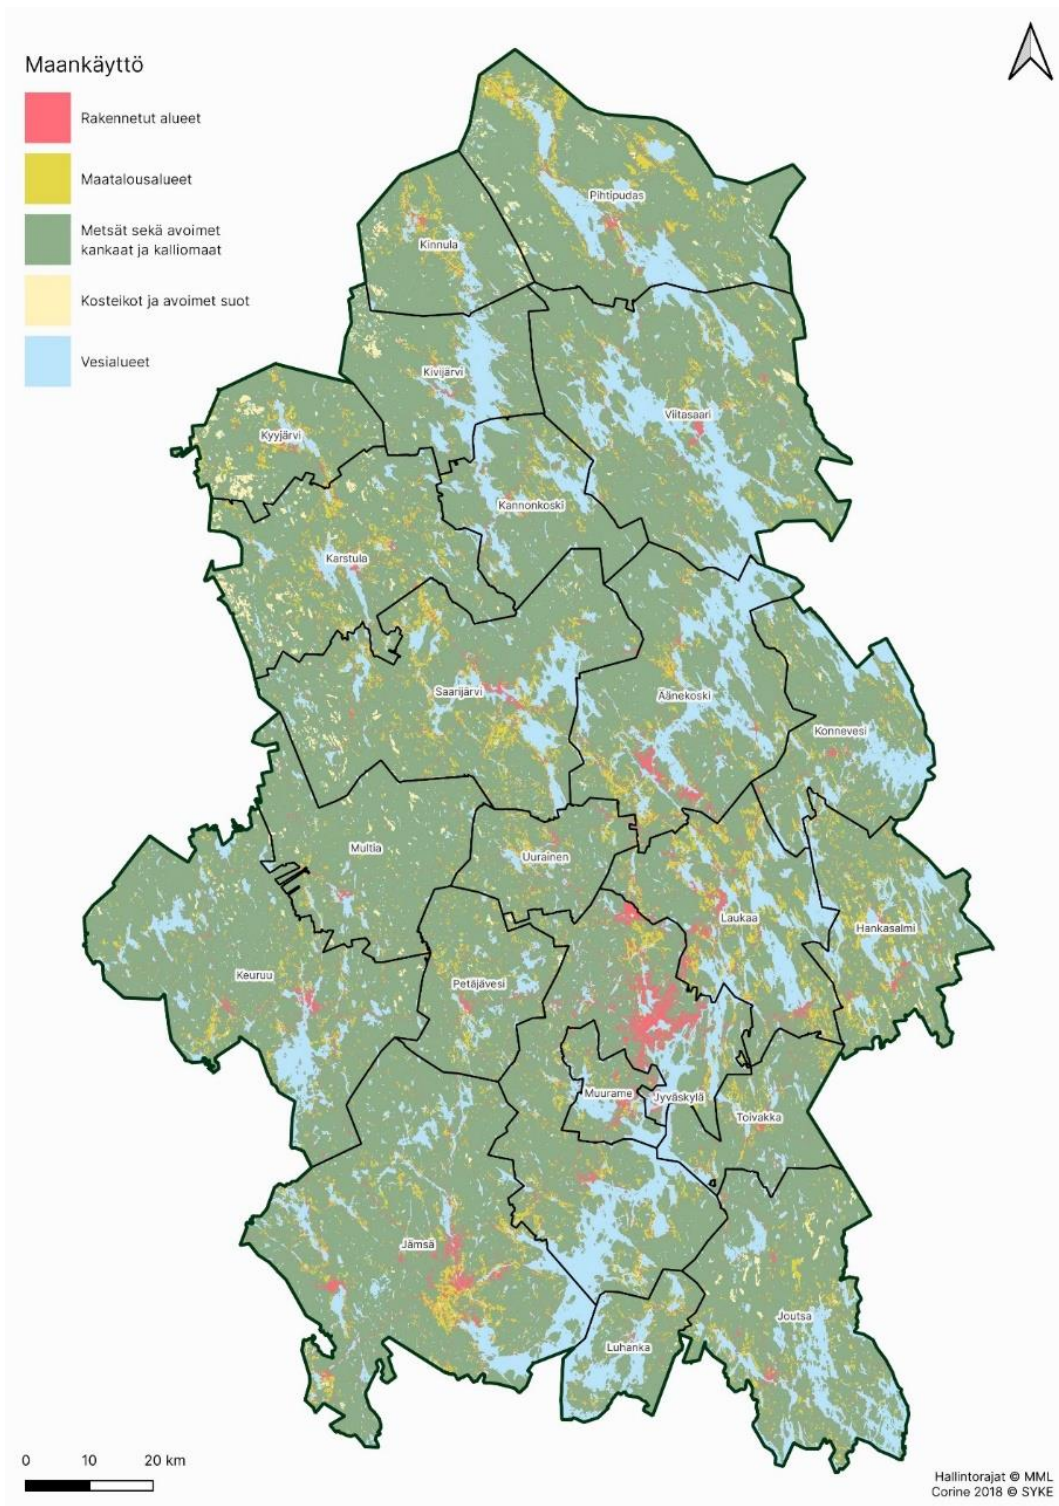 Maankäyttö
Rakennetut alueet
Maatalousalueet
Metsät sekä avoimet
kankaat ja kalliomaat
Kosteikot ja avoimet suot
Vesialueet
Pihtipudas
Kinnula
Kivijärvi
Viitasaari
Kyyjärvi
Kannonkoski
Karstula
Saarijärvi
Äänekoski
Konnevesi
Multia
Uurainen
Laukaa
Hankasalmi
Keuruu
Petäjävesi
Muurame
Jyväskylä
Toivakka
Jämsä
Joutsa
Luhanka
0 10 20 km
Hallintorajat © MML
Corine 2018 © SYKE